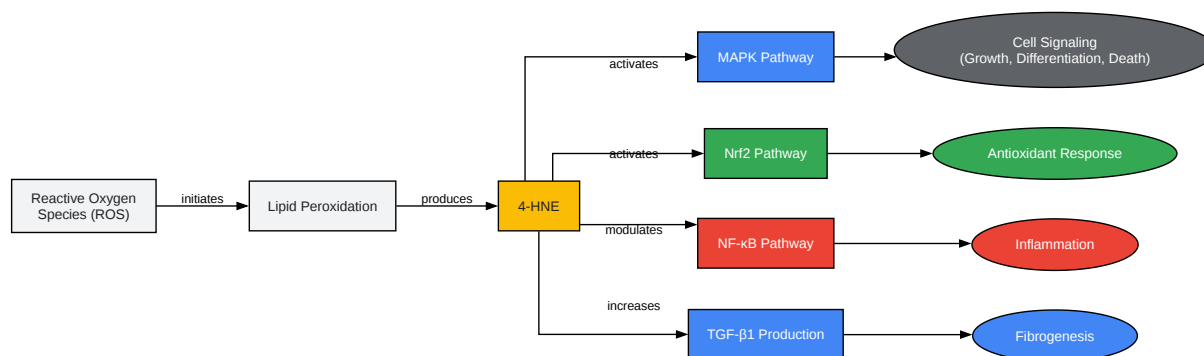 Reactive Oxygen
Species (ROS)
initiates
Lipid Peroxidation
produces
4-HNE
activates
MAPK Pathway
Cell Signaling
(Growth, Differentiation, Death)
activates
Nrf2 Pathway
Antioxidant Response
modulates
NF-κB Pathway
Inflammation
increases
TGF-β1 Production
Fibrogenesis